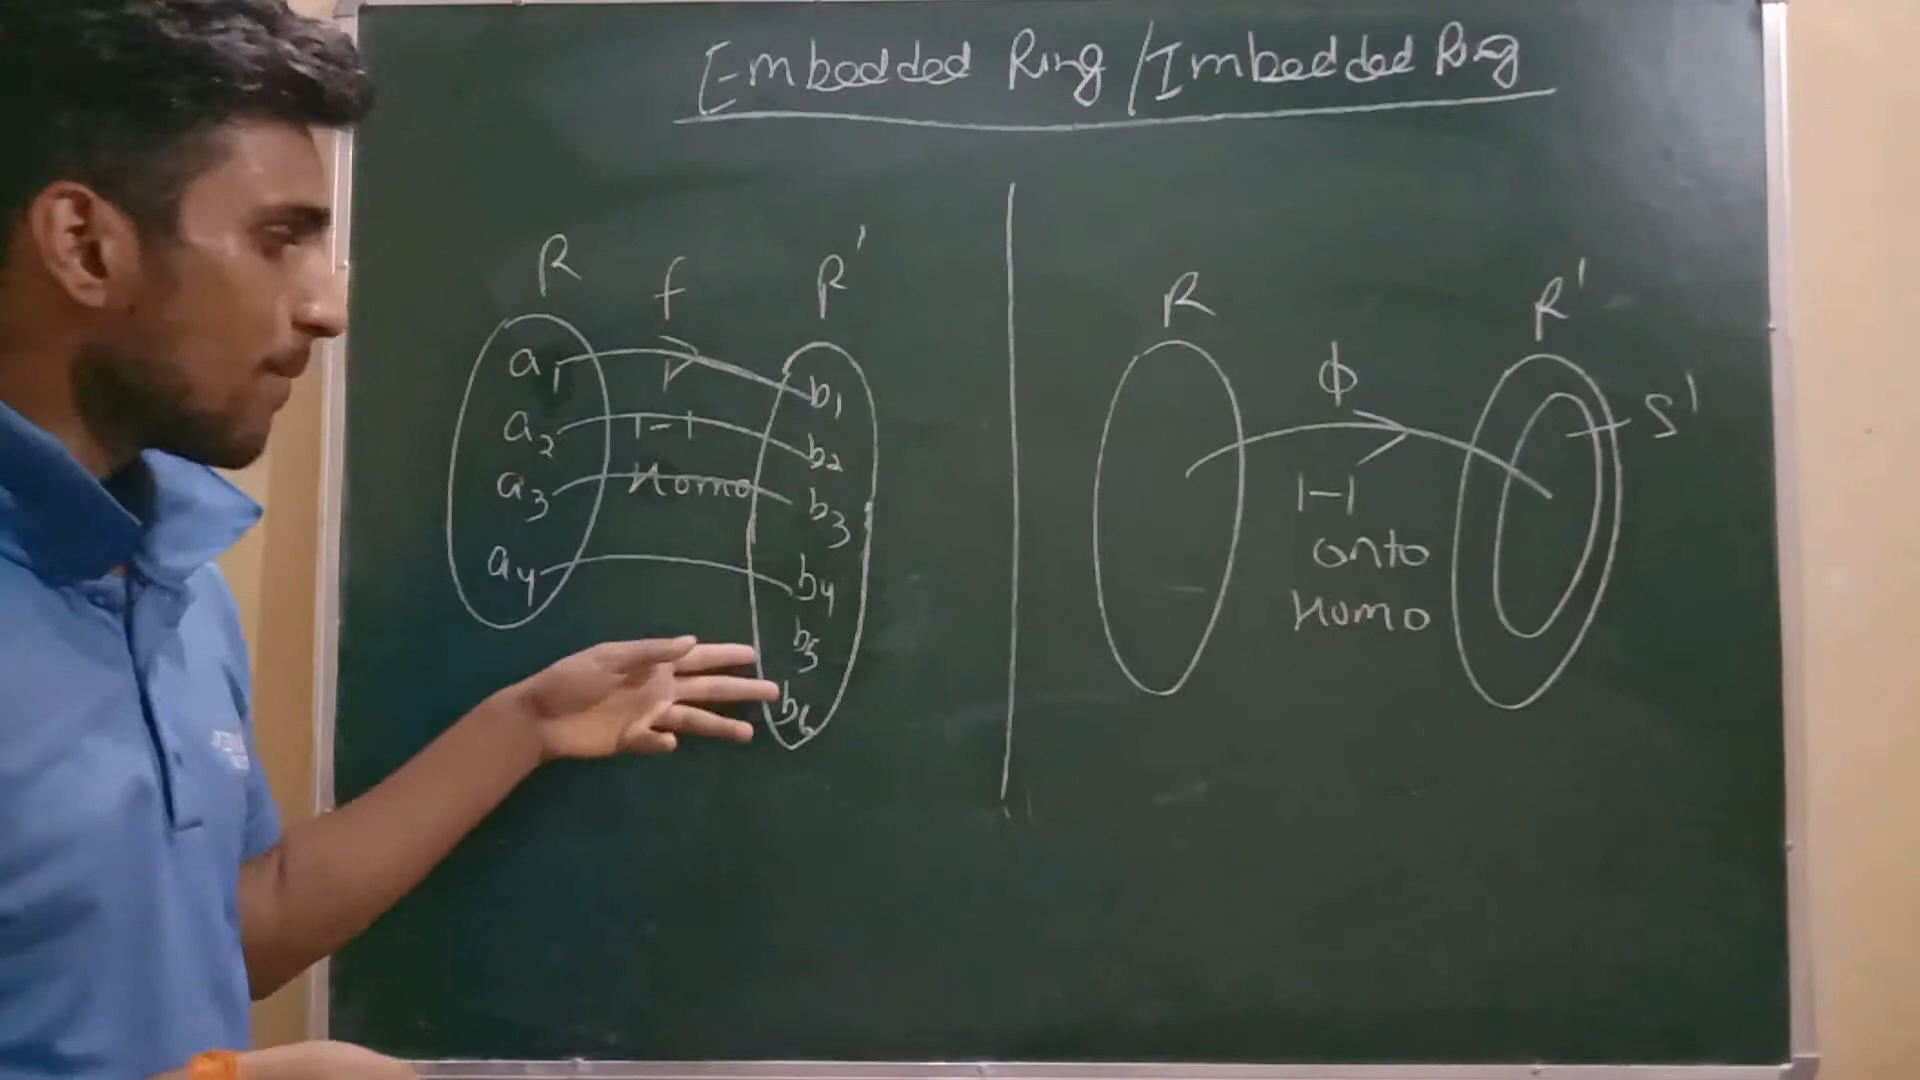 Embedded Ring / Imbedded Ring
R f R'
a1 b1
a2 1-1 b2
a3 Homo b3
a4 b4
b5
b6
R R'
ϕ S'
1-1
onto
Homo